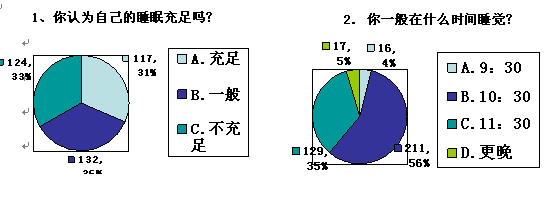 1、你认为自己的睡眠充足吗？
124,
33%
117,
31%
132,
A.充足
B.一般
C.不充
足
2. 你一般在什么时间睡觉？
17,
5%
16,
4%
129,
35%
211,
56%
A.9：30
B.10：30
C.11：30
D.更晚